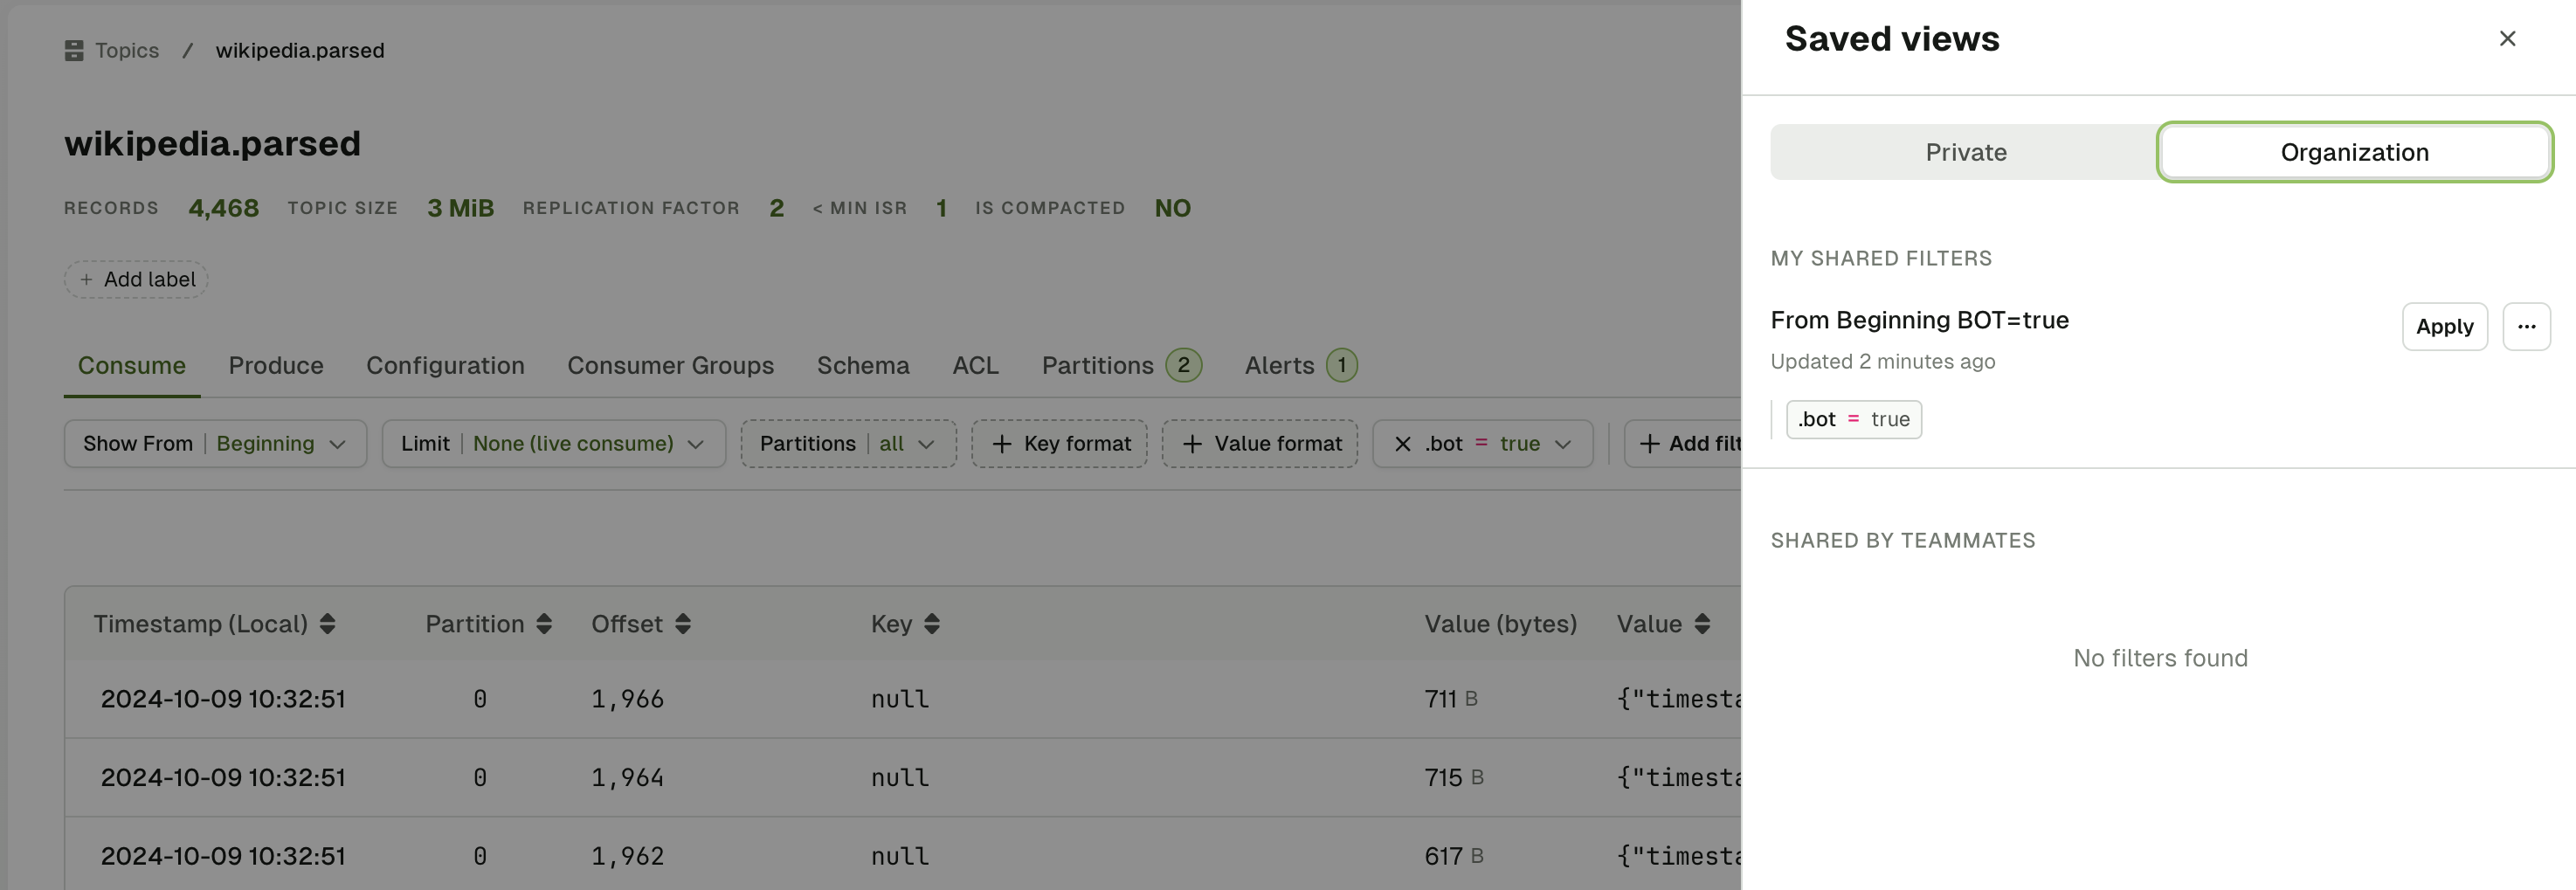 Topics / wikipedia.parsed
wikipedia.parsed
RECORDS 4,468 TOPIC SIZE 3 MiB REPLICATION FACTOR 2 < MIN ISR 1 IS COMPACTED NO
+ Add label
Consume Produce Configuration Consumer Groups Schema ACL Partitions 2 Alerts 1
Show From | Beginning Limit | None (live consume) Partitions | all + Key format + Value format × .bot = true + Add filt
Timestamp (Local) Partition Offset Key Value (bytes) Value
2024-10-09 10:32:51 0 1,966 null 711 B {"timesta
2024-10-09 10:32:51 0 1,964 null 715 B {"timesta
2024-10-09 10:32:51 0 1,962 null 617 B {"timesta
Saved views
Private Organization
MY SHARED FILTERS
From Beginning BOT=true Apply ...
Updated 2 minutes ago
.bot = true
SHARED BY TEAMMATES
No filters found